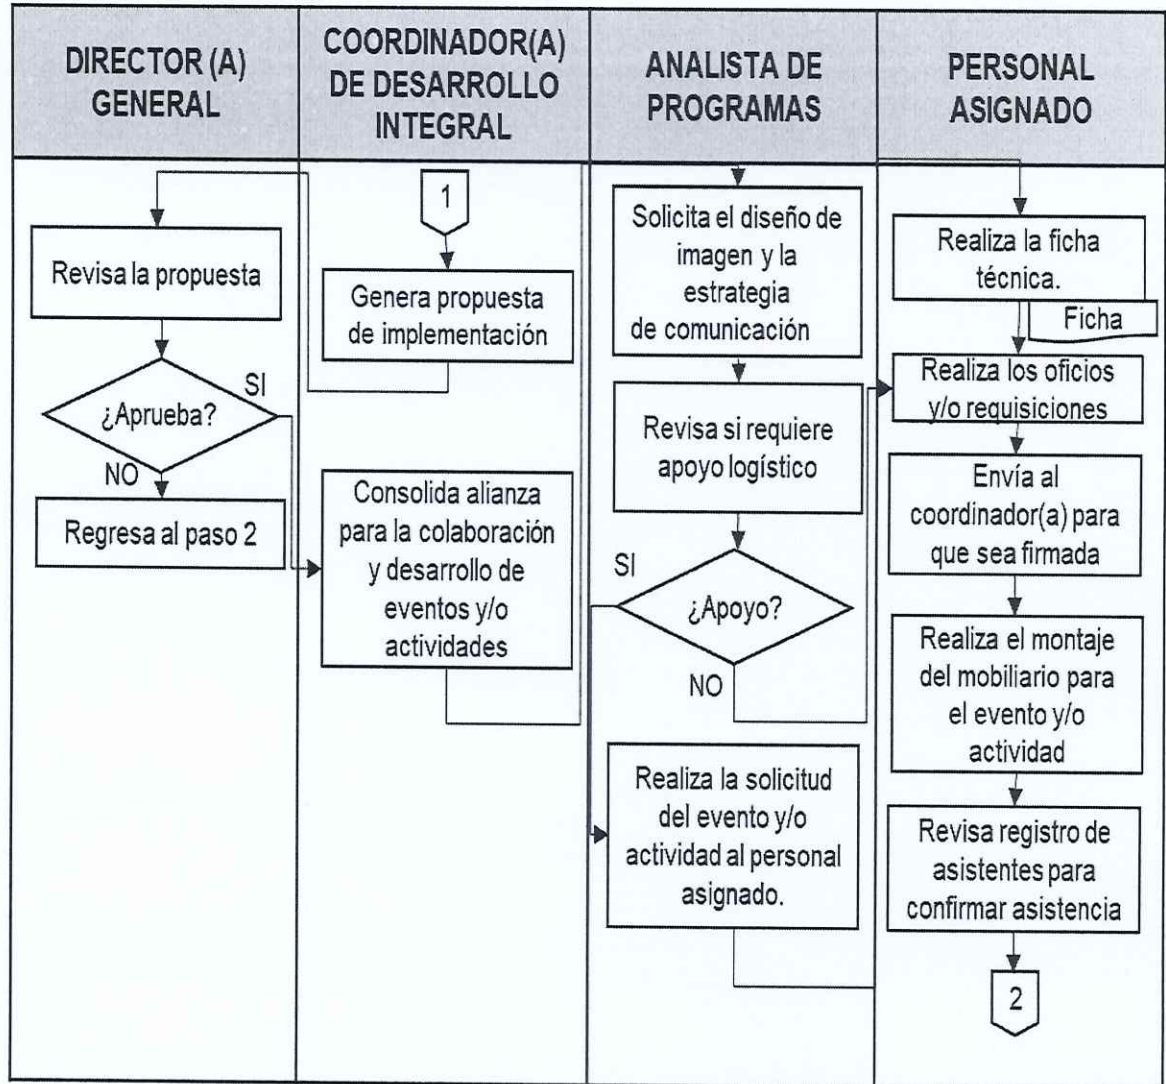 DIRECTOR (A)
GENERAL
COORDINADOR(A)
DE DESARROLLO
INTEGRAL
ANALISTA DE
PROGRAMAS
PERSONAL
ASIGNADO
Revisa la propuesta
¿Aprueba?
SI
NO
Regresa al paso 2
1
Genera propuesta
de implementación
Consolida alianza
para la colaboración
y desarrollo de
eventos y/o
actividades
Solicita el diseño de
imagen y la
estrategia
de comunicación
Revisa si requiere
apoyo logístico
SI
¿Apoyo?
NO
Realiza la solicitud
del evento y/o
actividad al personal
asignado.
Realiza la ficha
técnica.
Ficha
Realiza los oficios
y/o requisiciones
Envía al
coordinador(a) para
que sea firmada
Realiza el montaje
del mobiliario para
el evento y/o
actividad
Revisa registro de
asistentes para
confirmar asistencia
2